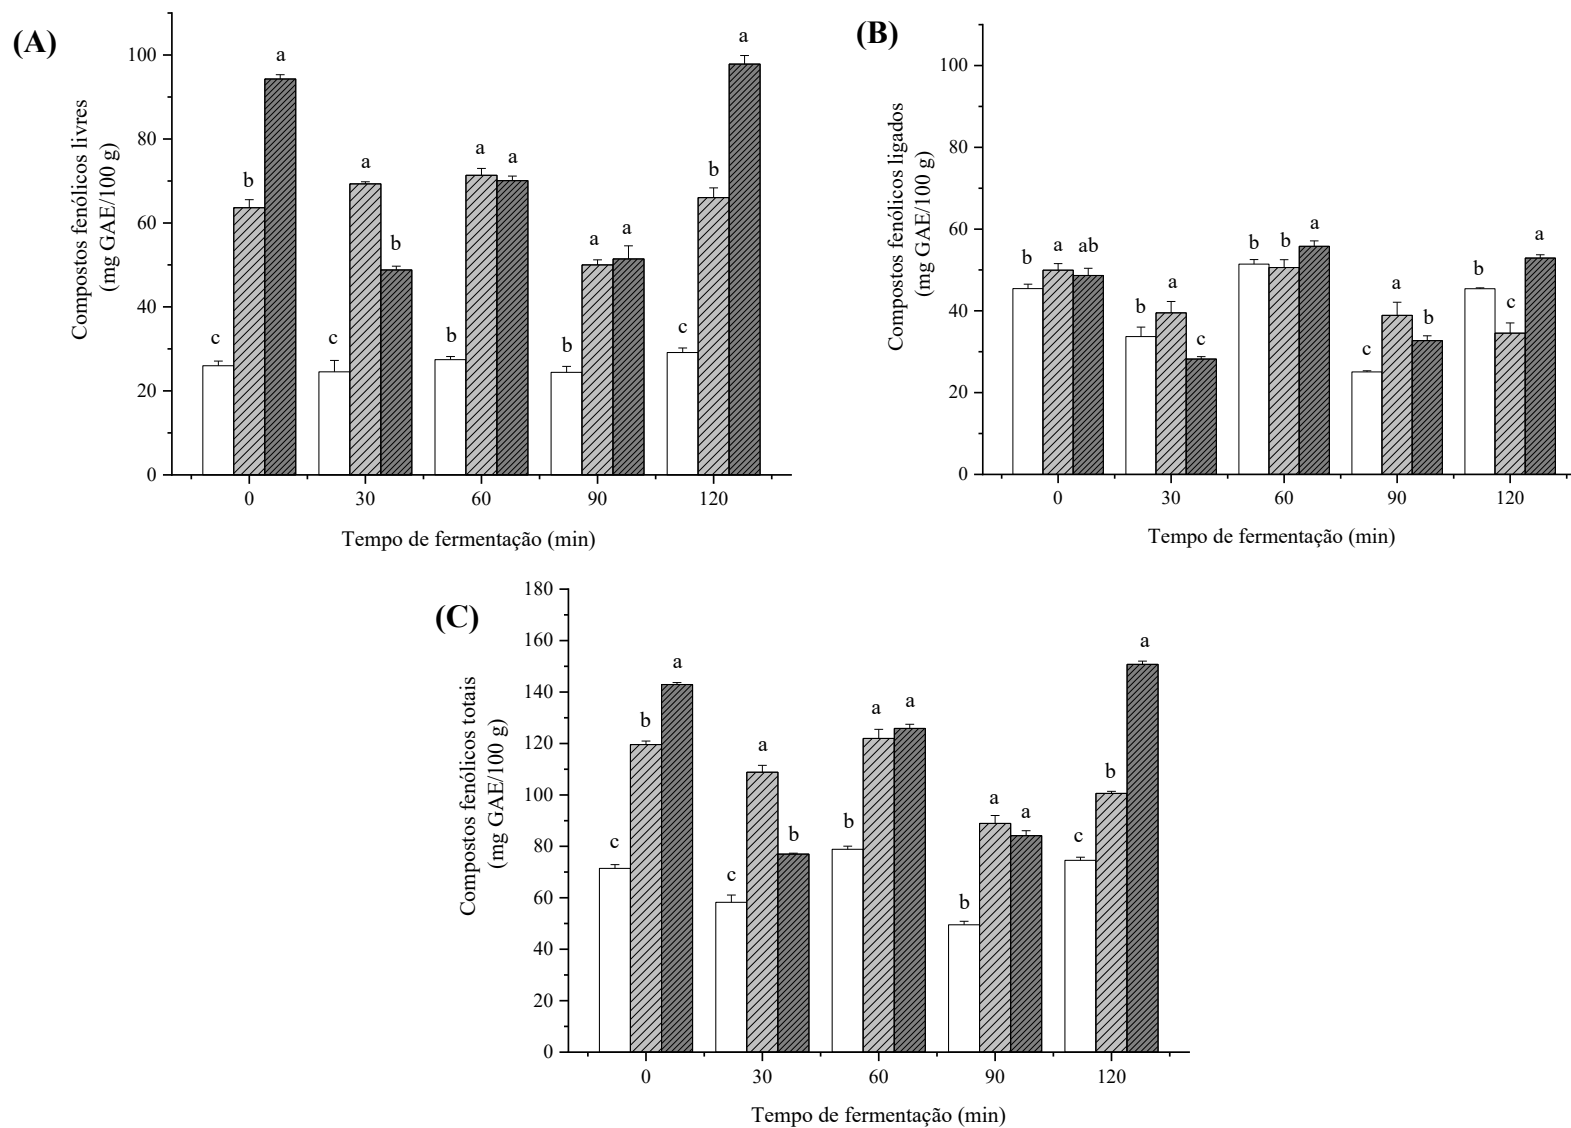 (A)
Compostos fenólicos livres
(mg GAE/100 g)
100
80
60
40
20
0
c
b
a
c
a
b
b
a
a
b
a
a
c
b
a
0
30
60
90
120
Tempo de fermentação (min)
(B)
Compostos fenólicos ligados
(mg GAE/100 g)
100
80
60
40
20
0
b
a
ab
b
a
c
b
b
a
c
a
b
b
c
a
0
30
60
90
120
Tempo de fermentação (min)
(C)
Compostos fenólicos totais
(mg GAE/100 g)
180
160
140
120
100
80
60
40
20
0
c
b
a
c
a
b
b
a
a
b
a
a
c
b
a
0
30
60
90
120
Tempo de fermentação (min)